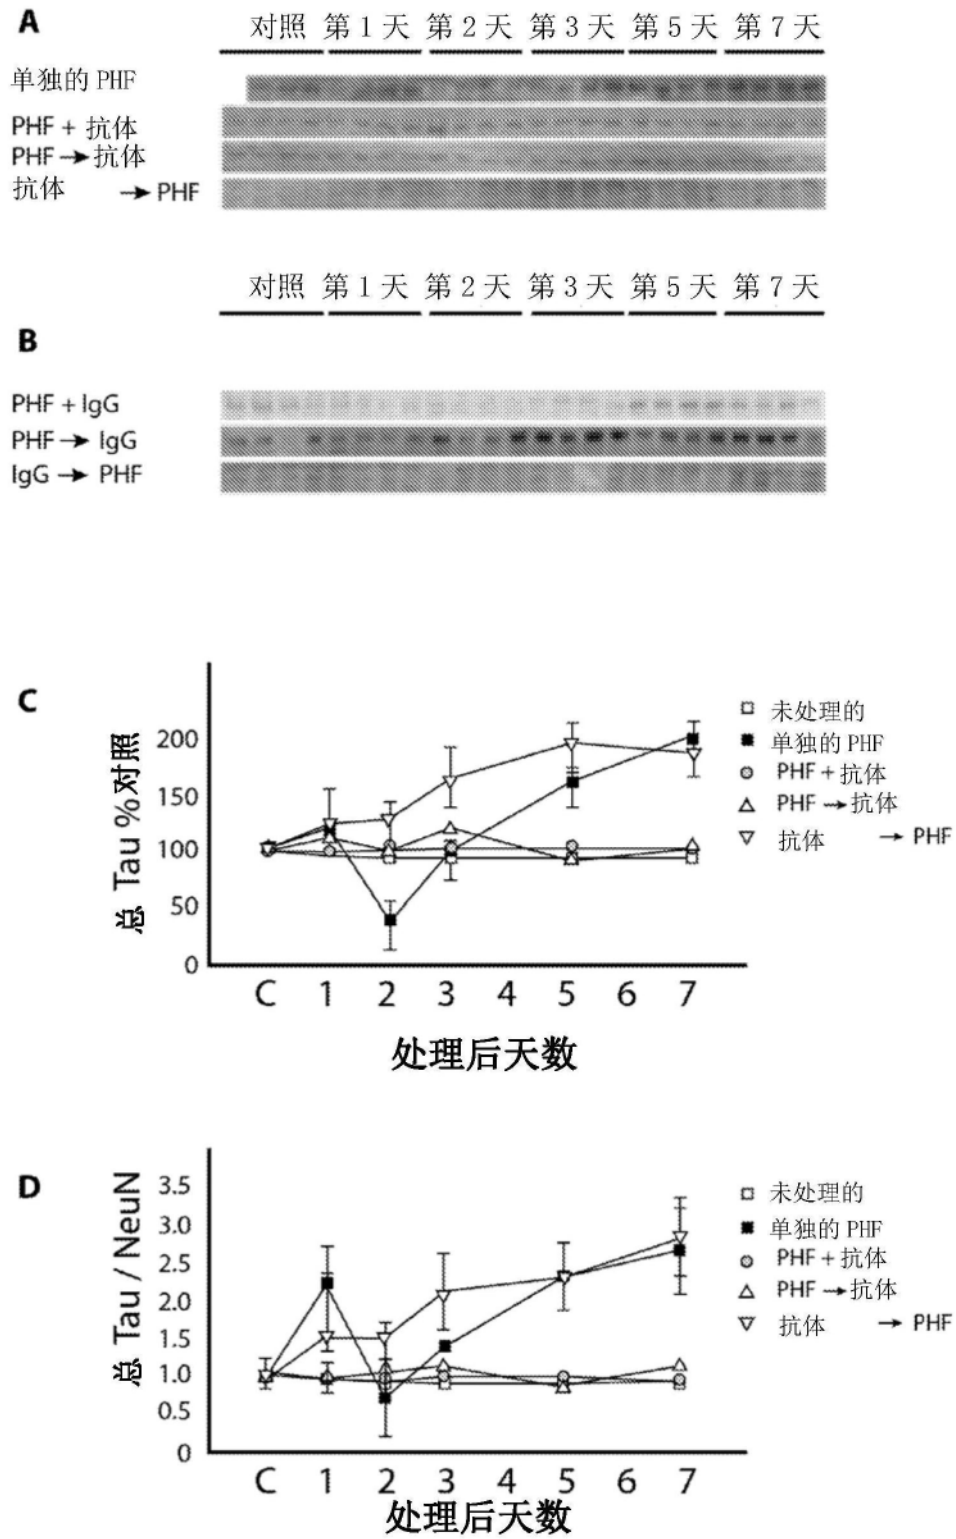 A
对照 第1天 第2天 第3天 第5天 第7天
单独的 PHF
PHF + 抗体
PHF → 抗体
抗体 → PHF
对照 第1天 第2天 第3天 第5天 第7天
B
PHF + IgG
PHF → IgG
IgG → PHF
C
总 Tau %对照
200
150
100
50
0
C 1 2 3 4 5 6 7
处理后天数
未处理的
单独的 PHF
PHF + 抗体
PHF → 抗体
抗体 → PHF
D
总 Tau / NeuN
3.5
3.0
2.5
2.0
1.5
1.0
0.5
0
C 1 2 3 4 5 6 7
处理后天数
未处理的
单独的 PHF
PHF + 抗体
PHF → 抗体
抗体 → PHF